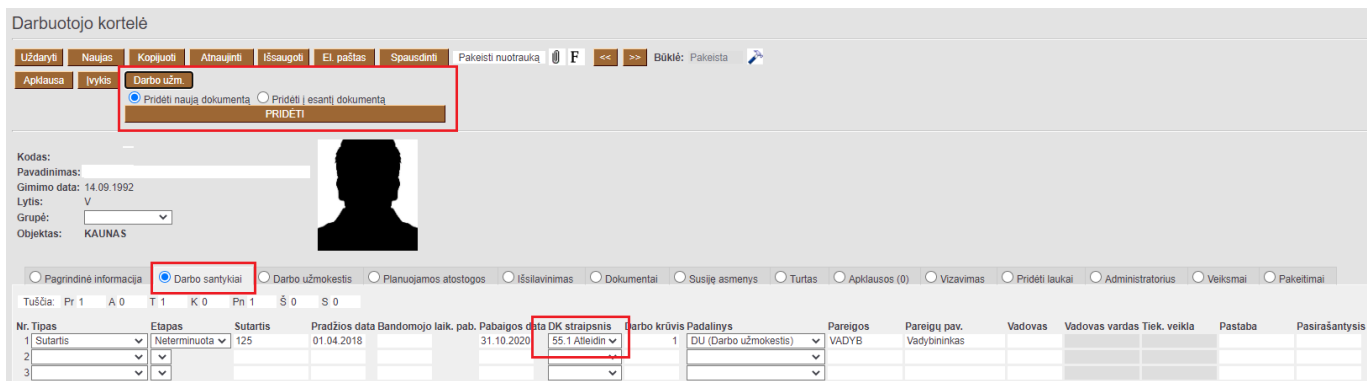 Darbuotojo kortelė
Uždaryti Naujas Kopijuoti Atnaujinti Išsaugoti El. paštas Spausdinti Pakeisti nuotrauką F << >> Būklė: Pakeista
Apklausa Įvykis Darbo užm.
Pridėti naują dokumentą Pridėti į esantį dokumentą
PRIDĖTI
Kodas:
Pavadinimas:
Gimimo data: 14.09.1992
Lytis: V
Grupė:
Objektas: KAUNAS
Pagrindinė informacija Darbo santykiai Darbo užmokestis Planuojamos atostogos Išsilavinimas Dokumentai Susiję asmenys Turtas Apklausos (0) Vizavimas Pridėti laukai Administratorius Veiksmai Pakeitimai
Tuščia: Pr 1 A 0 T 1 K 0 Pn 1 Š 0 S 0
Nr. Tipas Etapas Sutartis Pradžios data Bandomojo laik. pab. Pabaigos data DK straipsnis Darbo krūvis Padalinys Pareigos Pareigų pav. Vadovas Vadovas vardas Tiek. veikla Pastaba Pasirašantysis
1 Sutartis Neterminuota 125 01.04.2018 31.10.2020 55.1 Atleidin 1 DU (Darbo užmokestis) VADYB Vadybininkas
2
3